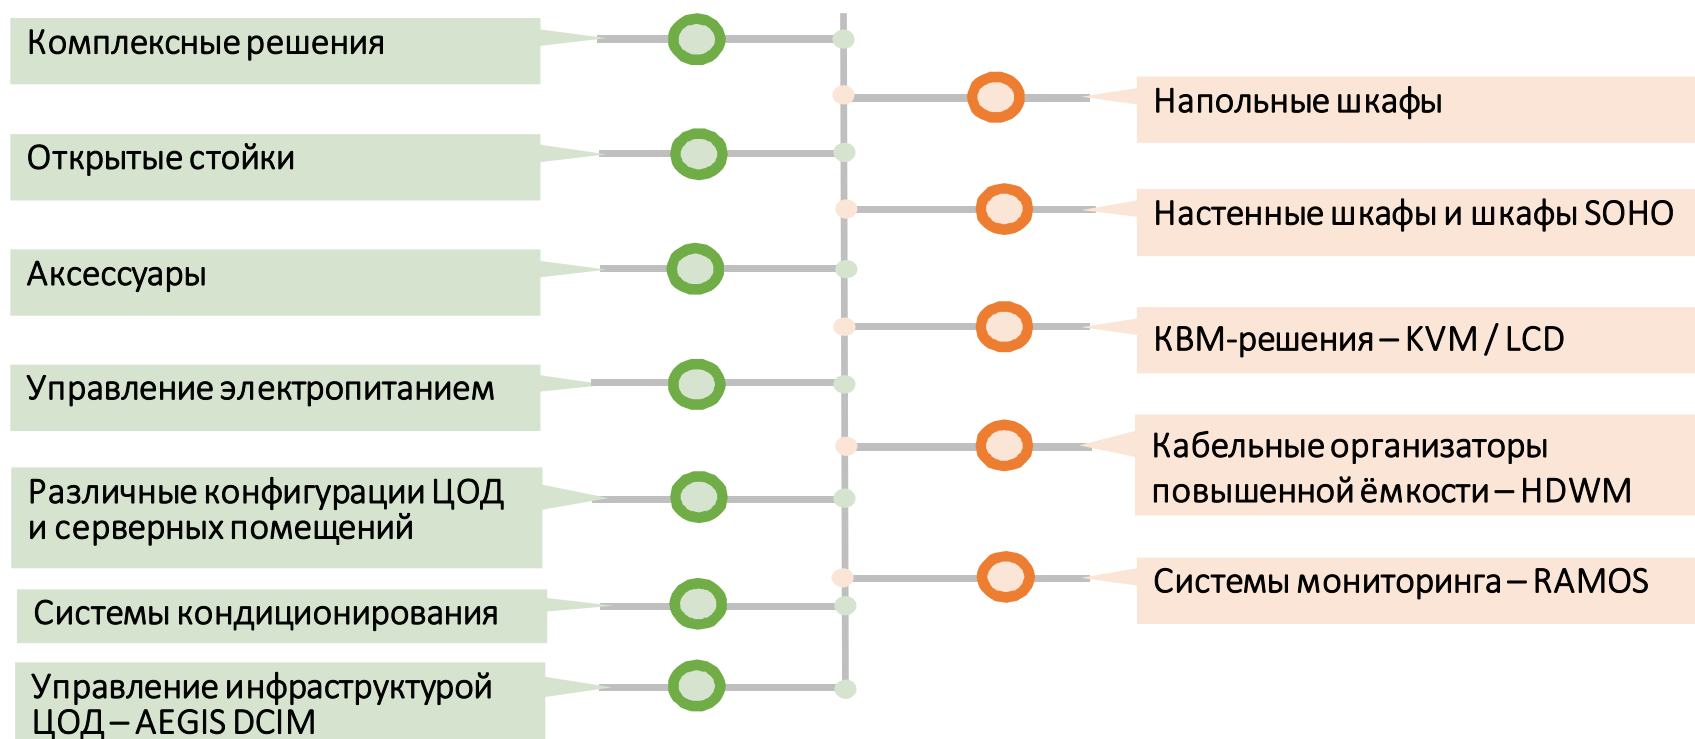 Комплексные решения
Напольные шкафы
Открытые стойки
Настенные шкафы и шкафы SOHO
Аксессуары
КВМ-решения – KVM / LCD
Управление электропитанием
Кабельные организаторы
повышенной ёмкости – HDWM
Различные конфигурации ЦОД
и серверных помещений
Системы мониторинга – RAMOS
Системы кондиционирования
Управление инфраструктурой
ЦОД – AEGIS DCIM